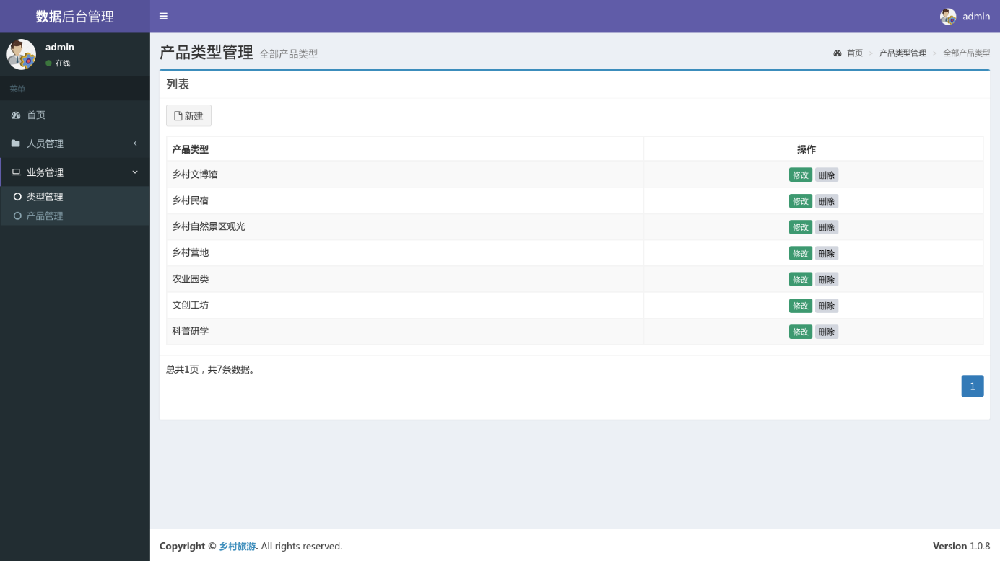 数据后台管理
admin
admin
在线
菜单
首页
人员管理
业务管理
类型管理
产品管理
产品类型管理 全部产品类型
首页 > 产品类型管理 > 全部产品类型
列表
新建
产品类型 操作
乡村文博馆 修改 删除
乡村民宿 修改 删除
乡村自然景区观光 修改 删除
乡村营地 修改 删除
农业园类 修改 删除
文创工坊 修改 删除
科普研学 修改 删除
总共1页，共7条数据。
1
Copyright © 乡村旅游. All rights reserved.
Version 1.0.8